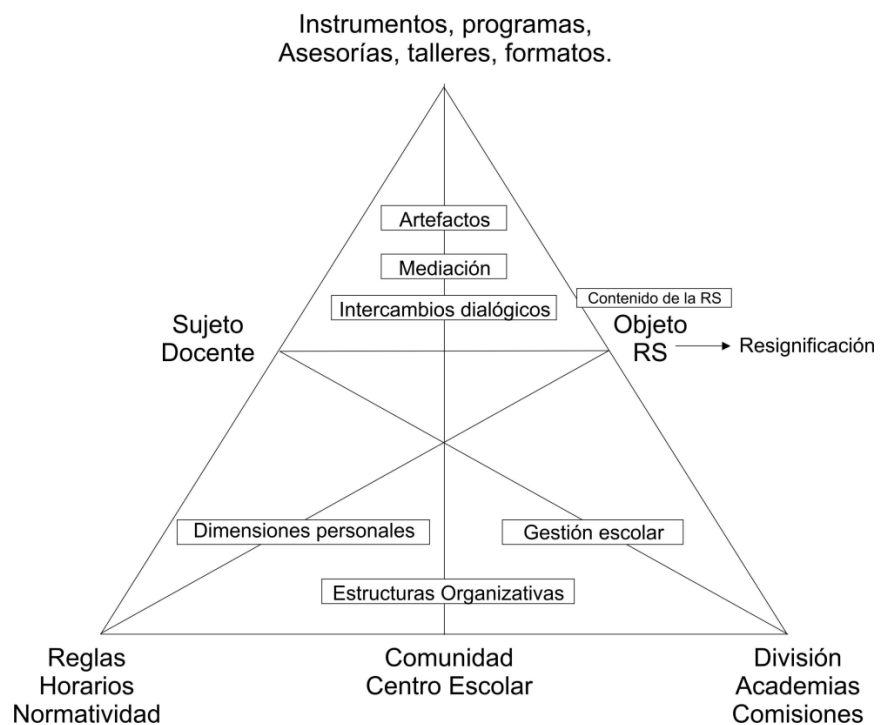 Instrumentos, programas,
Asesorías, talleres, formatos.
Artefactos
Mediación
Intercambios dialógicos
Contenido de la RS
Sujeto
Docente
Objeto
RS
Resignificación
Dimensiones personales
Gestión escolar
Estructuras Organizativas
Reglas
Horarios
Normatividad
Comunidad
Centro Escolar
División
Academias
Comisiones